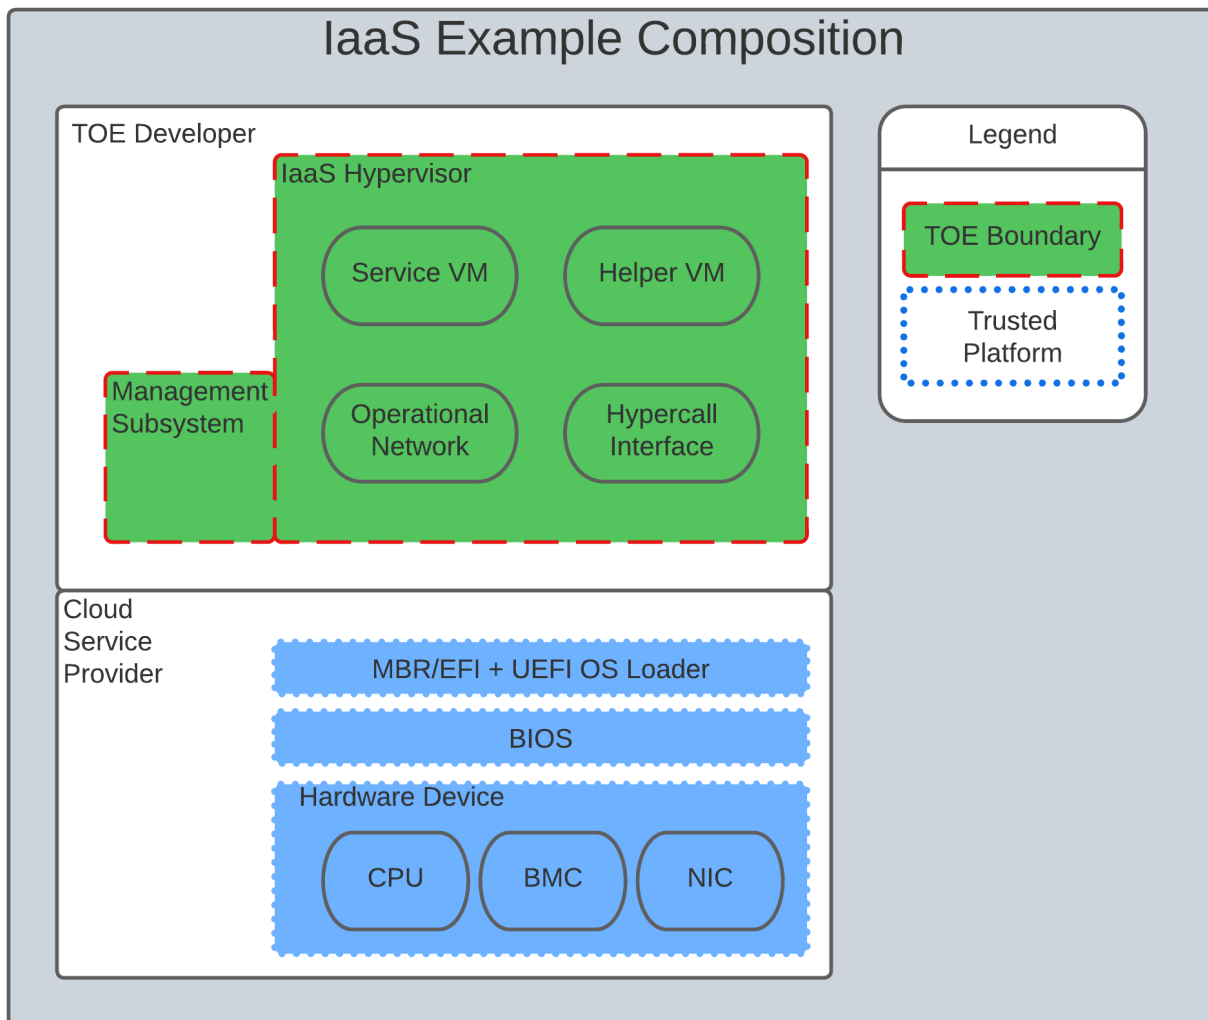 IaaS Example Composition
TOE Developer
IaaS Hypervisor
Service VM
Helper VM
Management
Subsystem
Operational
Network
Hypercall
Interface
Cloud
Service
Provider
MBR/EFI + UEFI OS Loader
BIOS
Hardware Device
CPU
BMC
NIC
Legend
TOE Boundary
Trusted
Platform